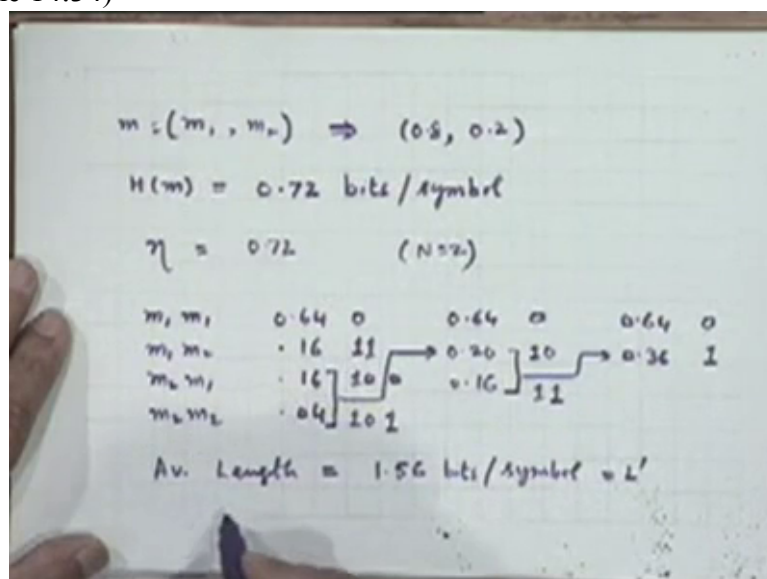 m : (m₁ , m₂) ⇒ (0.8, 0.2)
H(m) = 0.72 bits / symbol
η = 0.72 (N=2)
m₁ m₁ 0.64 0 0.64 0 0.64 0
m₁ m₂ .16 11 0.20 10 0.36 1
m₂ m₁ .16 100 0.16 11
m₂ m₂ .04 101
Av. Length = 1.56 bits/symbol = L'